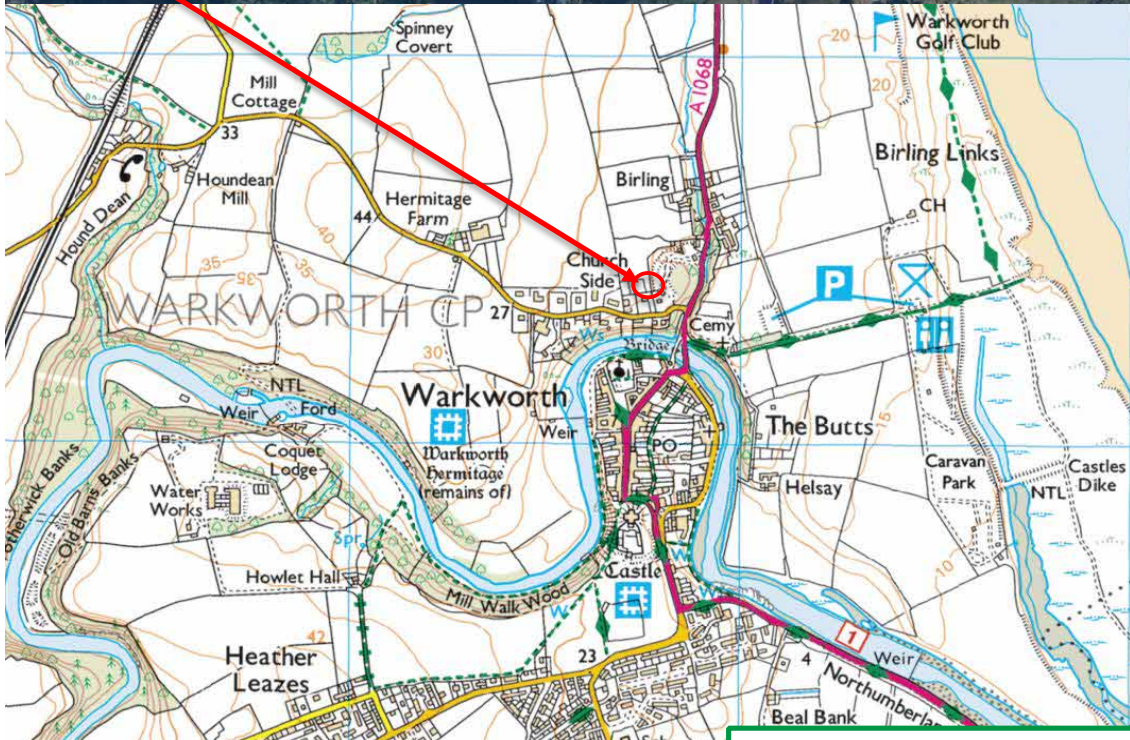 Spinney
Covert
Warkworth
Golf Club
20
20
A 1068
Mill
Cottage
33
Houndean
Mill
Hound Dean
Birling Links
Birling
CH
Hermitage
Farm
44
40
35
35
Church
Side
P
WARKWORTH CP
27
Ws
Bridge
Cemy
30
Warkworth
NTL
Weir
Ford
Weir
Warkworth
Hermitage
(remains of)
Coquet
Lodge
PO
The Butts
15
Water
Works
Helsay
Caravan
Park
NTL
Castles
Dike
Old Barns Banks
Spr
Howlet Hall
Mill Walk Wood
W
Castle
W
W
10
42
Heather
Leazes
23
1
Weir
4
Beal Bank